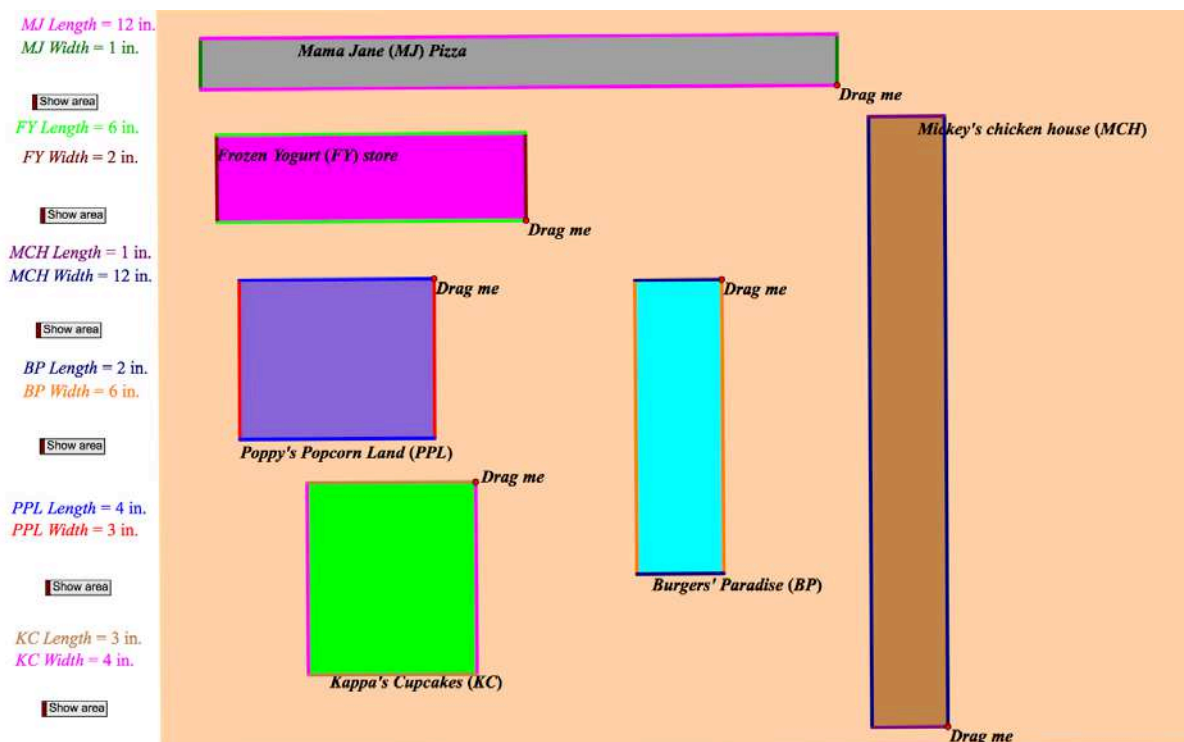 MJ Length = 12 in.
MJ Width = 1 in.
Show area
FY Length = 6 in.
FY Width = 2 in.
Show area
MCH Length = 1 in.
MCH Width = 12 in.
Show area
BP Length = 2 in.
BP Width = 6 in.
Show area
PPL Length = 4 in.
PPL Width = 3 in.
Show area
KC Length = 3 in.
KC Width = 4 in.
Show area
Mama Jane (MJ) Pizza
Drag me
Mickey's chicken house (MCH)
Frozen Yogurt (FY) store
Drag me
Drag me
Drag me
Poppy's Popcorn Land (PPL)
Drag me
Burgers' Paradise (BP)
Kappa's Cupcakes (KC)
Drag me